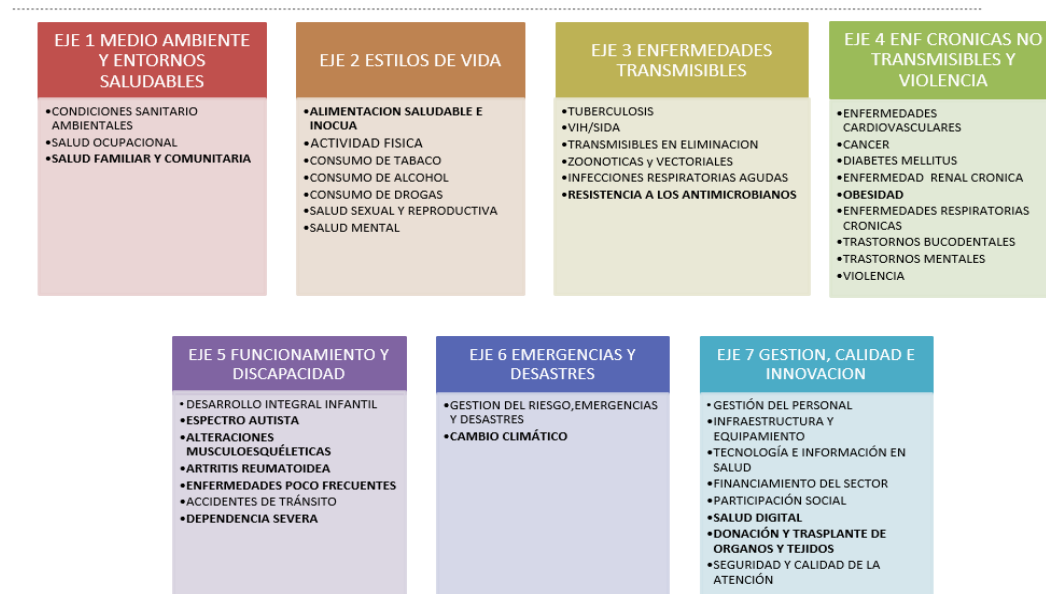 EJE 1 MEDIO AMBIENTE
Y ENTORNOS
SALUDABLES
•CONDICIONES SANITARIO
AMBIENTALES
•SALUD OCUPACIONAL
•SALUD FAMILIAR Y COMUNITARIA
EJE 2 ESTILOS DE VIDA
•ALIMENTACION SALUDABLE E
INOCUA
•ACTIVIDAD FISICA
•CONSUMO DE TABACO
•CONSUMO DE ALCOHOL
•CONSUMO DE DROGAS
•SALUD SEXUAL Y REPRODUCTIVA
•SALUD MENTAL
EJE 3 ENFERMEDADES
TRANSMISIBLES
•TUBERCULOSIS
•VIH/SIDA
•TRANSMISIBLES EN ELIMINACION
•ZOONOTICAS y VECTORIALES
•INFECCIONES RESPIRATORIAS AGUDAS
•RESISTENCIA A LOS ANTIMICROBIANOS
EJE 4 ENF CRONICAS NO
TRANSMISIBLES Y
VIOLENCIA
•ENFERMEDADES
CARDIOVASCULARES
•CANCER
•DIABETES MELLITUS
•ENFERMEDAD RENAL CRONICA
•OBESIDAD
•ENFERMEDADES RESPIRATORIAS
CRONICAS
•TRASTORNOS BUCODENTALES
•TRASTORNOS MENTALES
•VIOLENCIA
EJE 5 FUNCIONAMIENTO Y
DISCAPACIDAD
• DESARROLLO INTEGRAL INFANTIL
•ESPECTRO AUTISTA
•ALTERACIONES
MUSCULOESQUÉLETICAS
•ARTRITIS REUMATOIDEA
•ENFERMEDADES POCO FRECUENTES
•ACCIDENTES DE TRÁNSITO
•DEPENDENCIA SEVERA
EJE 6 EMERGENCIAS Y
DESASTRES
•GESTION DEL RIESGO,EMERGENCIAS
Y DESASTRES
•CAMBIO CLIMÁTICO
EJE 7 GESTION, CALIDAD E
INNOVACION
• GESTIÓN DEL PERSONAL
•INFRAESTRUCTURA Y
EQUIPAMIENTO
•TECNOLOGÍA E INFORMACIÓN EN
SALUD
•FINANCIAMIENTO DEL SECTOR
•PARTICIPACIÓN SOCIAL
•SALUD DIGITAL
•DONACIÓN Y TRASPLANTE DE
ORGANOS Y TEJIDOS
•SEGURIDAD Y CALIDAD DE LA
ATENCIÓN